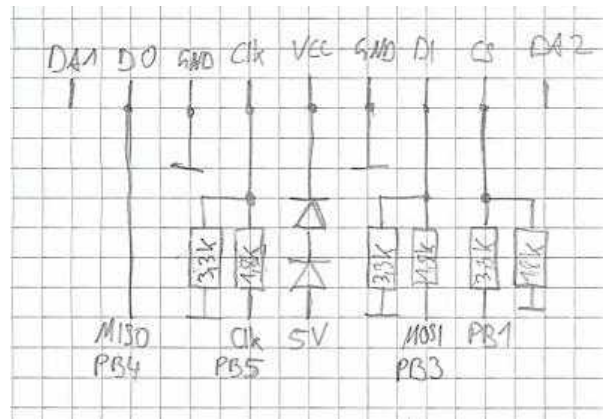 DA1 DO GND Clk VCC GND DI CS DA2
3,3K 1,8K 3,3K 1,8K 3,3K 1,8K
MISO Clk 5V MOSI PB1
PB4 PB5 PB3